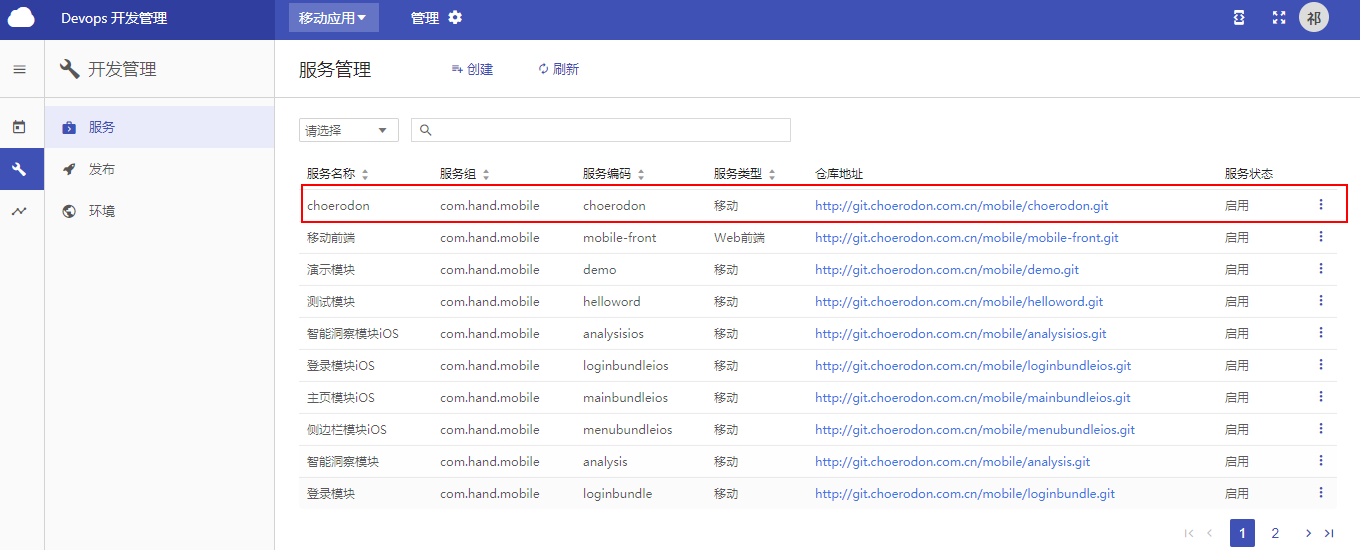 Devops 开发管理 移动应用 管理 祁
开发管理 服务管理 创建 刷新
服务
发布
环境
请选择
服务名称 服务组 服务编码 服务类型 仓库地址 服务状态
choerodon com.hand.mobile choerodon 移动 http://git.choerodon.com.cn/mobile/choerodon.git 启用
移动前端 com.hand.mobile mobile-front Web前端 http://git.choerodon.com.cn/mobile/mobile-front.git 启用
演示模块 com.hand.mobile demo 移动 http://git.choerodon.com.cn/mobile/demo.git 启用
测试模块 com.hand.mobile helloword 移动 http://git.choerodon.com.cn/mobile/helloword.git 启用
智能洞察模块iOS com.hand.mobile analysisios 移动 http://git.choerodon.com.cn/mobile/analysisios.git 启用
登录模块iOS com.hand.mobile loginbundleios 移动 http://git.choerodon.com.cn/mobile/loginbundleios.git 启用
主页模块iOS com.hand.mobile mainbundleios 移动 http://git.choerodon.com.cn/mobile/mainbundleios.git 启用
侧边栏模块iOS com.hand.mobile menubundleios 移动 http://git.choerodon.com.cn/mobile/menubundleios.git 启用
智能洞察模块 com.hand.mobile analysis 移动 http://git.choerodon.com.cn/mobile/analysis.git 启用
登录模块 com.hand.mobile loginbundle 移动 http://git.choerodon.com.cn/mobile/loginbundle.git 启用
1 2